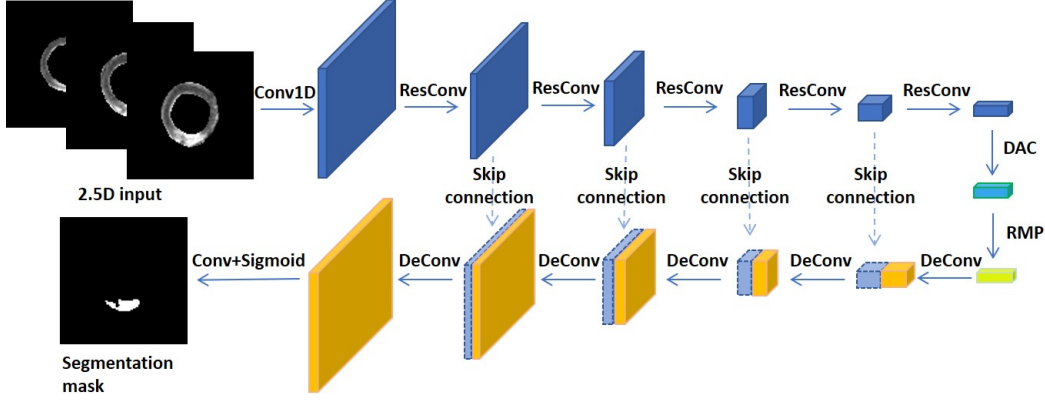 Conv1D
ResConv
ResConv
ResConv
ResConv
ResConv
DAC
2.5D input
Skip
connection
Skip
connection
Skip
connection
Skip
connection
RMP
Conv+Sigmoid
DeConv
DeConv
DeConv
DeConv
DeConv
Segmentation
mask